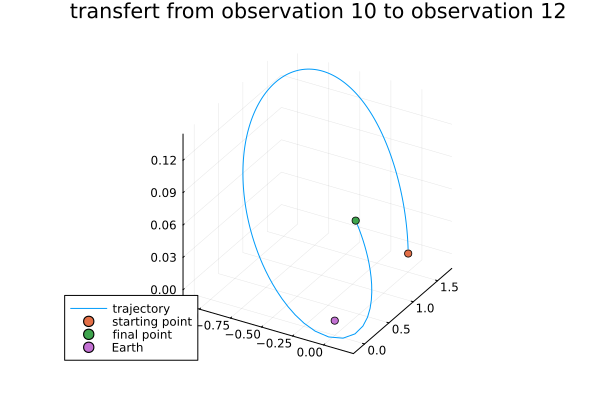 transfert from observation 10 to observation 12
0.12
0.09
0.06
0.03
0.00
-0.75
-0.50
-0.25
0.00
0.0
0.5
1.0
1.5
trajectory
starting point
final point
Earth